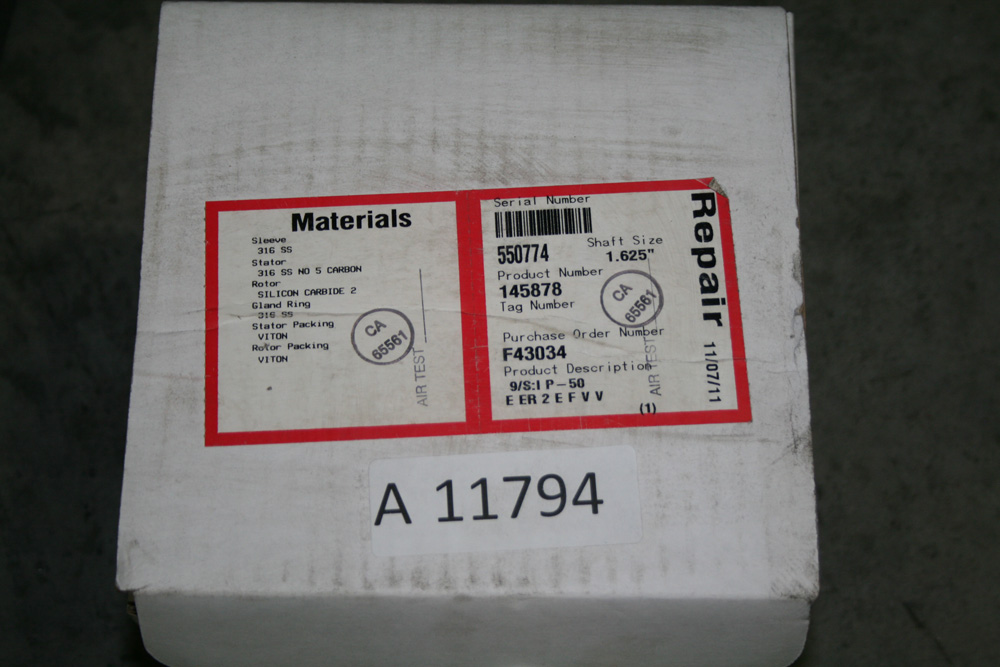 Materials
Sleeve
316 SS
Stator
316 SS NO 5 CARBON
Rotor
SILICON CARBIDE 2
Gland Ring
316 SS
Stator Packing
VITON
Rotor Packing
VITON
CA
65561
AIR TEST
Serial Number
550774
Shaft Size
1.625"
Product Number
145878
Tag Number
CA
65561
Purchase Order Number
F43034
Product Description
9/S:I P-50
E ER 2 E F V V
(1)
AIR TEST
Repair 11/07/11
A 11794